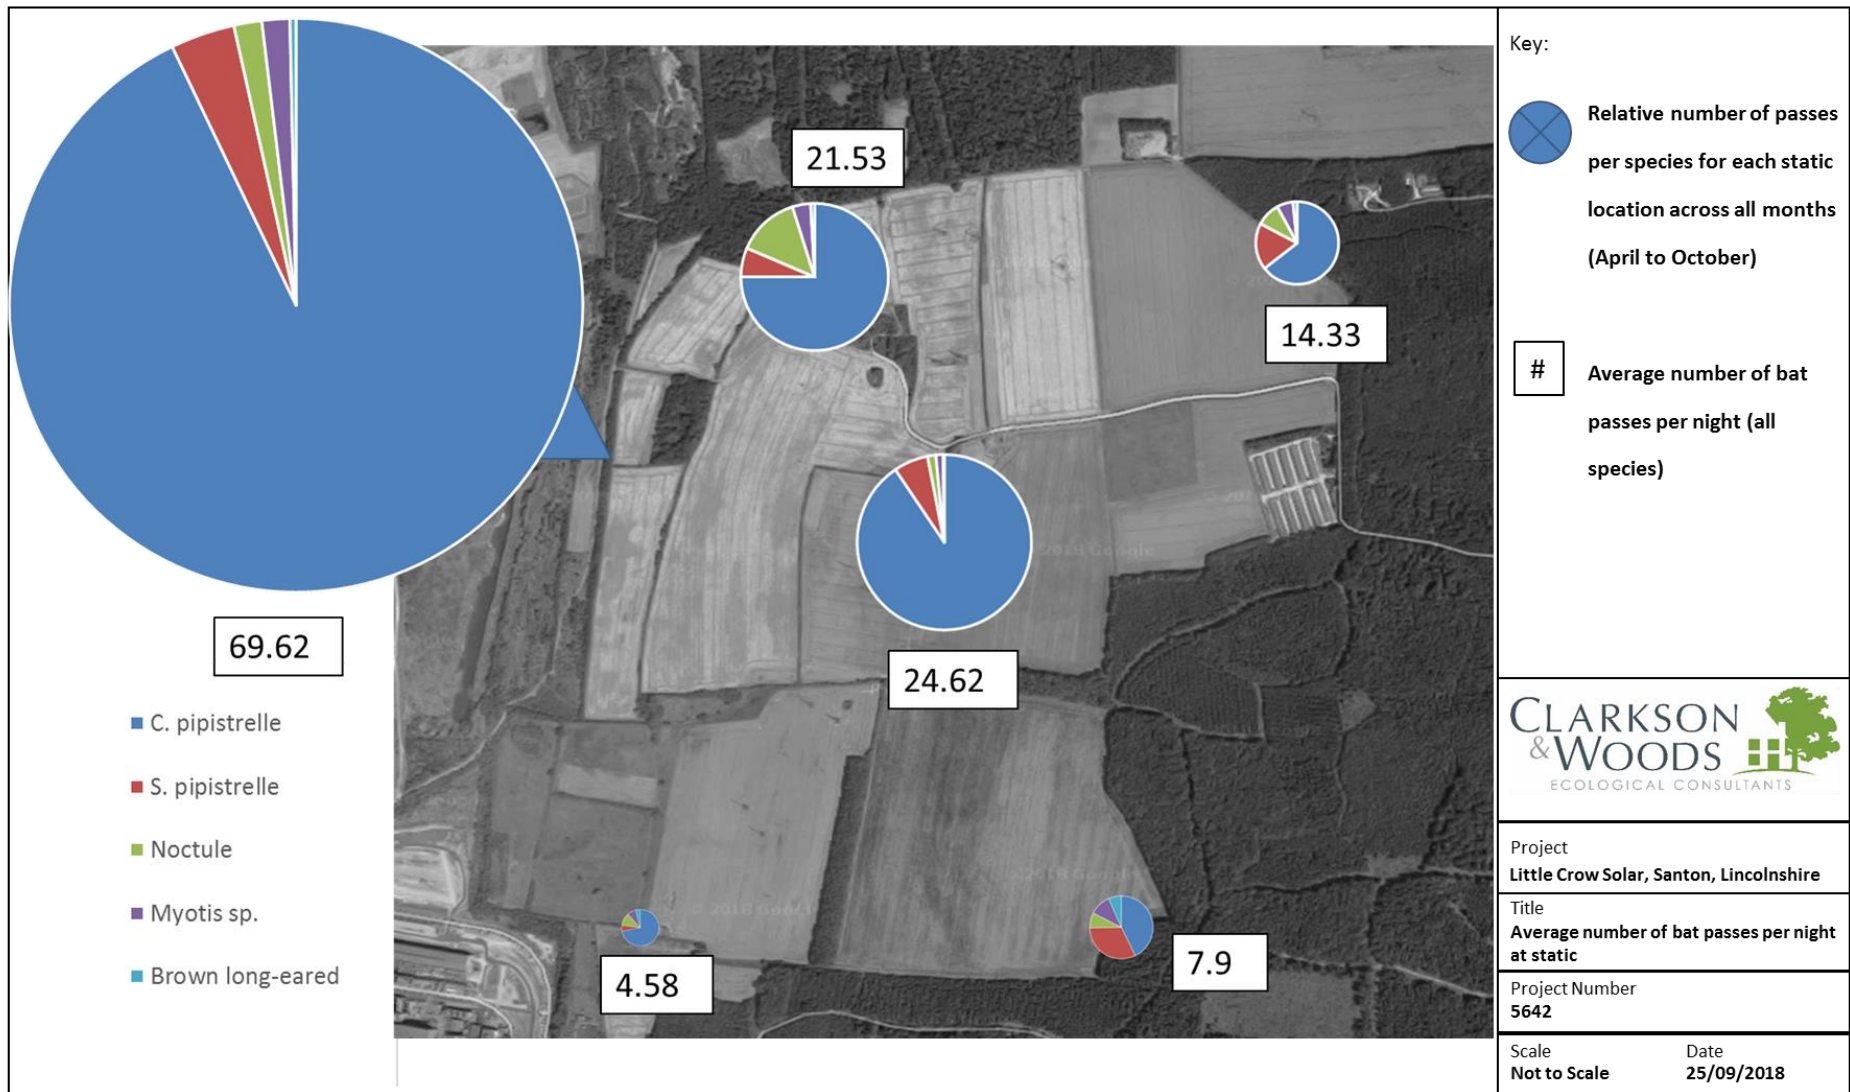 69.62
21.53
14.33
24.62
4.58
7.9
C. pipistrelle
S. pipistrelle
Noctule
Myotis sp.
Brown long-eared
© 2018 Google
Key:
Relative number of passes
per species for each static
location across all months
(April to October)
#
Average number of bat
passes per night (all
species)
CLARKSON
&WOODS
ECOLOGICAL CONSULTANTS
Project
Little Crow Solar, Santon, Lincolnshire
Title
Average number of bat passes per night
at static
Project Number
5642
Scale
Not to Scale
Date
25/09/2018